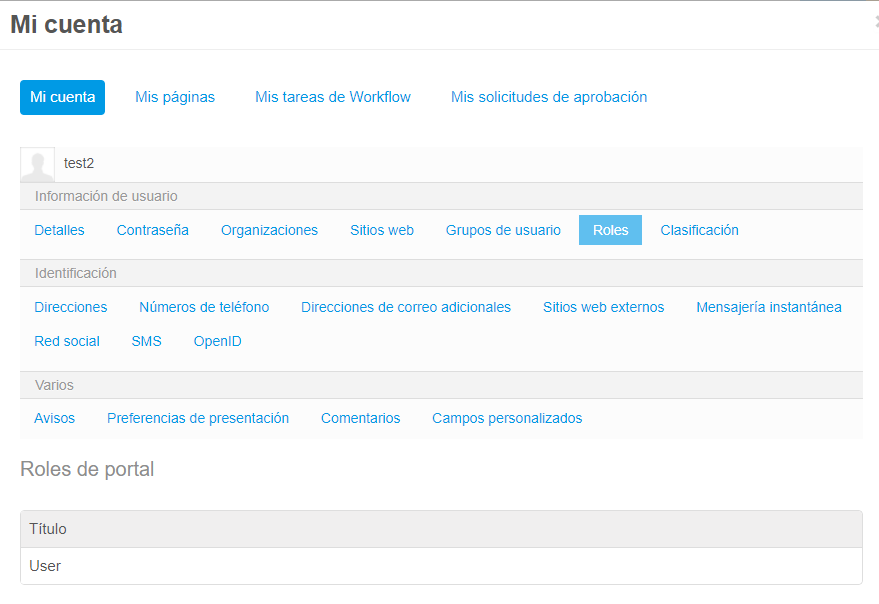 Mi cuenta
Mi cuenta Mis páginas Mis tareas de Workflow Mis solicitudes de aprobación
test2
Información de usuario
Detalles Contraseña Organizaciones Sitios web Grupos de usuario Roles Clasificación
Identificación
Direcciones Números de teléfono Direcciones de correo adicionales Sitios web externos Mensajería instantánea
Red social SMS OpenID
Varios
Avisos Preferencias de presentación Comentarios Campos personalizados
Roles de portal
Título
User